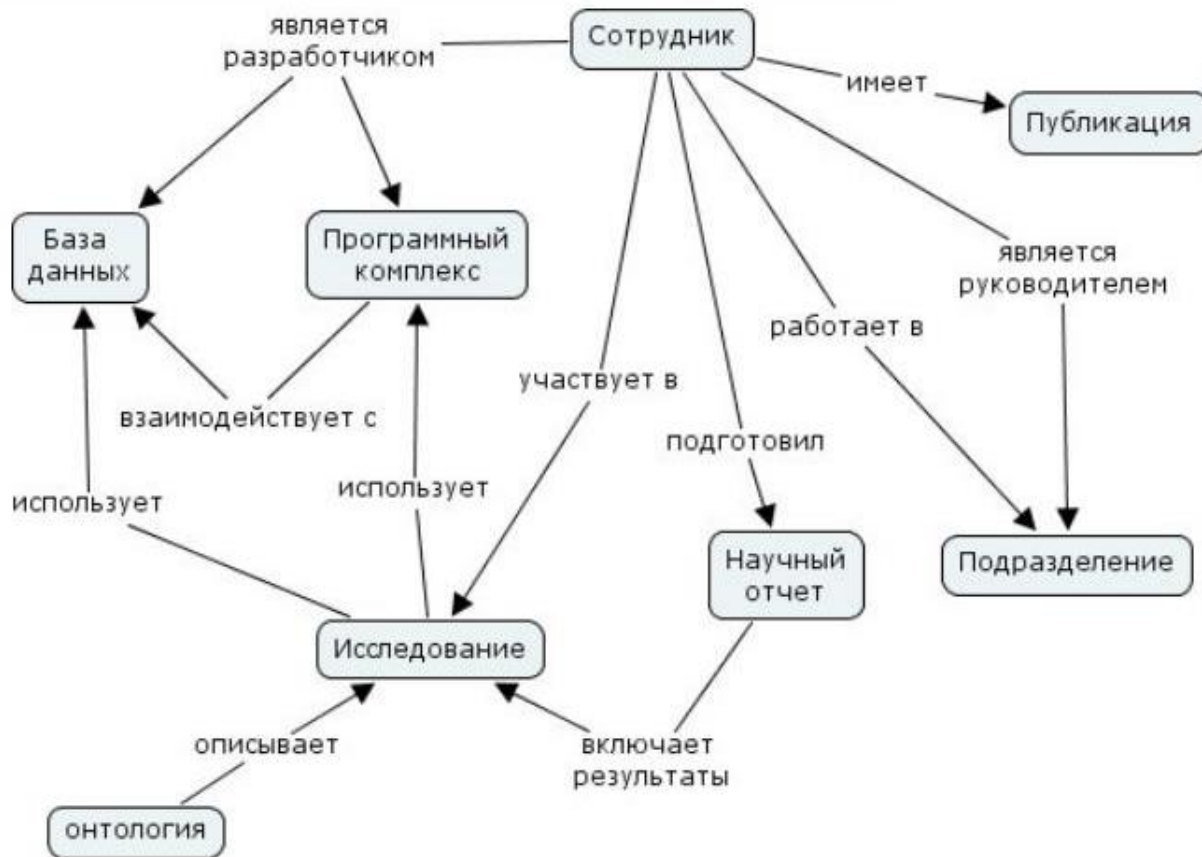 является
разработчиком
Сотрудник
имеет
Публикация
База
данных
Программный
комплекс
является
руководителем
работает в
участвует в
взаимодействует с
подготовил
использует
использует
Научный
отчет
Подразделение
Исследование
описывает
включает
результаты
онтология